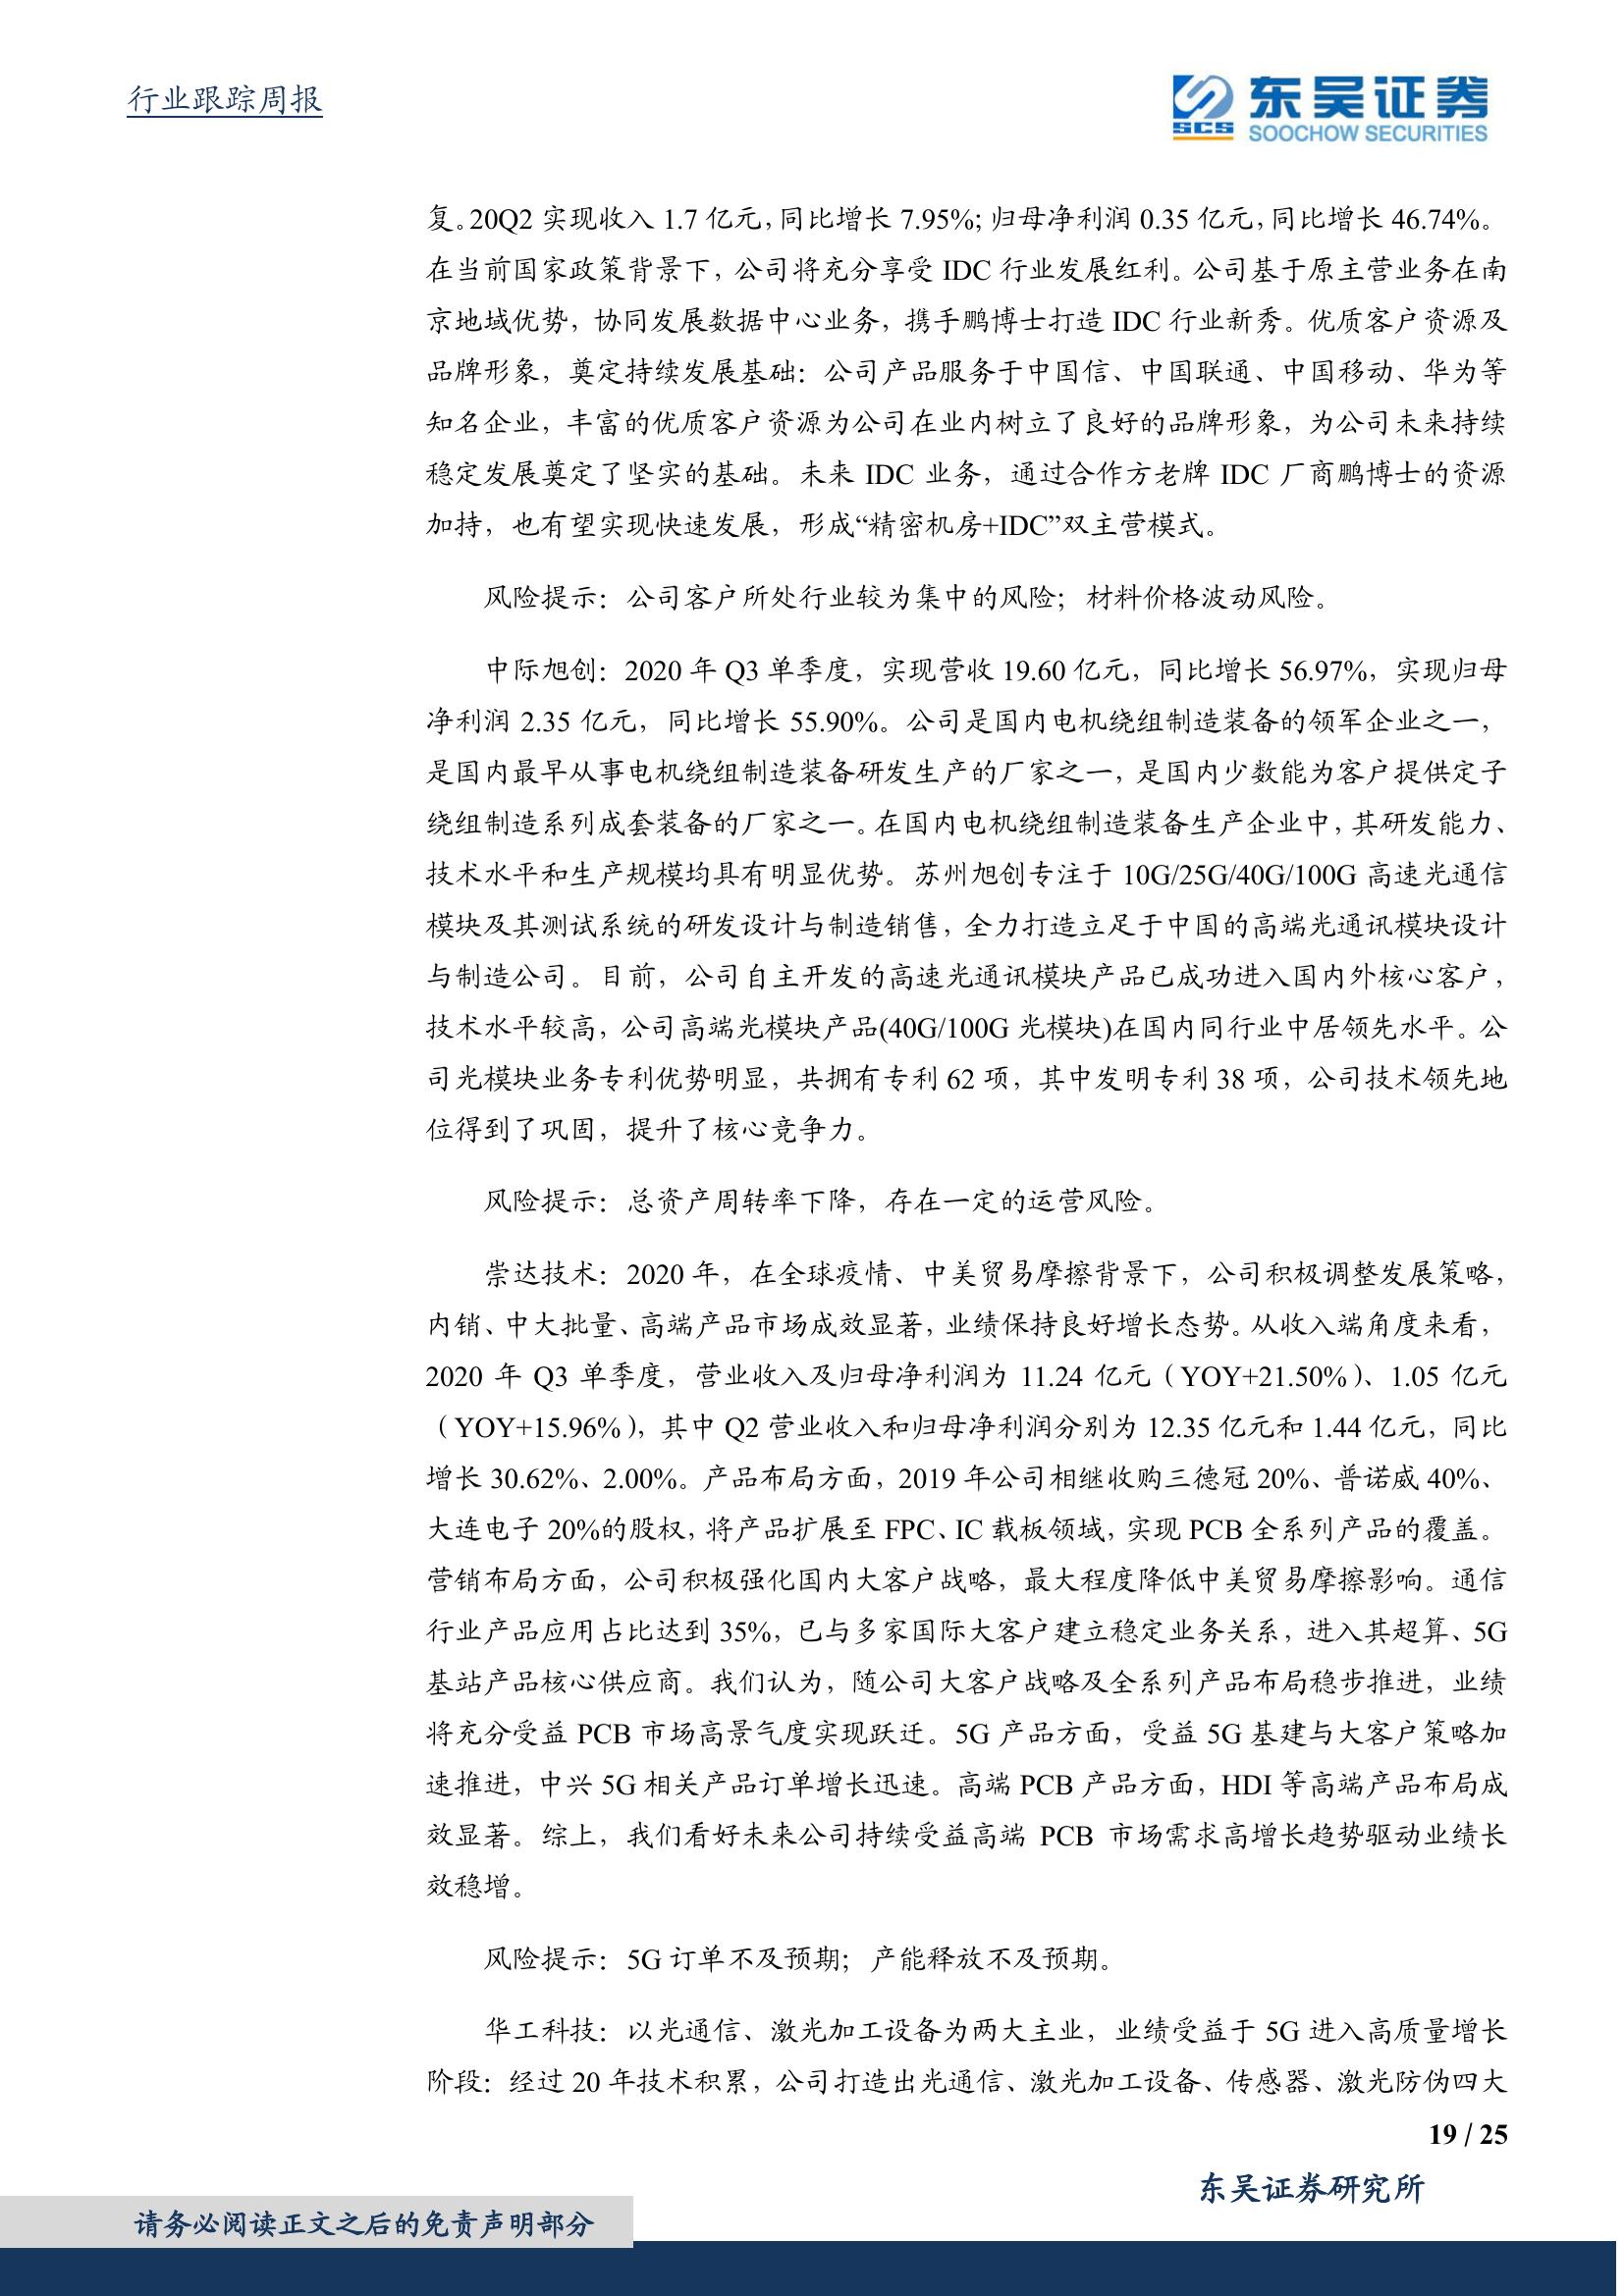 行业跟踪周报
SCS 东吴证券
SOOCHOW SECURITIES
复。20Q2 实现收入 1.7 亿元,同比增长 7.95%;归母净利润 0.35 亿元,同比增长 46.74%。
在当前国家政策背景下，公司将充分享受 IDC 行业发展红利。公司基于原主营业务在南
京地域优势，协同发展数据中心业务，携手鹏博士打造 IDC 行业新秀。优质客户资源及
品牌形象，奠定持续发展基础：公司产品服务于中国信、中国联通、中国移动、华为等
知名企业，丰富的优质客户资源为公司在业内树立了良好的品牌形象，为公司未来持续
稳定发展奠定了坚实的基础。未来 IDC 业务，通过合作方老牌 IDC 厂商鹏博士的资源
加持，也有望实现快速发展，形成“精密机房+IDC”双主营模式。
风险提示：公司客户所处行业较为集中的风险；材料价格波动风险。
中际旭创：2020 年 Q3 单季度，实现营收 19.60 亿元，同比增长 56.97%，实现归母
净利润 2.35 亿元，同比增长 55.90%。公司是国内电机绕组制造装备的领军企业之一，
是国内最早从事电机绕组制造装备研发生产的厂家之一，是国内少数能为客户提供定子
绕组制造系列成套装备的厂家之一。在国内电机绕组制造装备生产企业中，其研发能力、
技术水平和生产规模均具有明显优势。苏州旭创专注于 10G/25G/40G/100G 高速光通信
模块及其测试系统的研发设计与制造销售，全力打造立足于中国的高端光通讯模块设计
与制造公司。目前，公司自主开发的高速光通讯模块产品已成功进入国内外核心客户，
技术水平较高，公司高端光模块产品(40G/100G 光模块)在国内同行业中居领先水平。公
司光模块业务专利优势明显，共拥有专利 62 项，其中发明专利 38 项，公司技术领先地
位得到了巩固，提升了核心竞争力。
风险提示：总资产周转率下降，存在一定的运营风险。
崇达技术：2020 年，在全球疫情、中美贸易摩擦背景下，公司积极调整发展策略，
内销、中大批量、高端产品市场成效显著，业绩保持良好增长态势。从收入端角度来看，
2020 年 Q3 单季度，营业收入及归母净利润为 11.24 亿元（YOY+21.50%）、1.05 亿元
（YOY+15.96%），其中 Q2 营业收入和归母净利润分别为 12.35 亿元和 1.44 亿元，同比
增长 30.62%、2.00%。产品布局方面，2019 年公司相继收购三德冠 20%、普诺威 40%、
大连电子 20%的股权，将产品扩展至 FPC、IC 载板领域，实现 PCB 全系列产品的覆盖。
营销布局方面，公司积极强化国内大客户战略，最大程度降低中美贸易摩擦影响。通信
行业产品应用占比达到 35%，已与多家国际大客户建立稳定业务关系，进入其超算、5G
基站产品核心供应商。我们认为，随公司大客户战略及全系列产品布局稳步推进，业绩
将充分受益 PCB 市场高景气度实现跃迁。5G 产品方面，受益 5G 基建与大客户策略加
速推进，中兴 5G 相关产品订单增长迅速。高端 PCB 产品方面，HDI 等高端产品布局成
效显著。综上，我们看好未来公司持续受益高端 PCB 市场需求高增长趋势驱动业绩长
效稳增。
风险提示：5G 订单不及预期；产能释放不及预期。
华工科技：以光通信、激光加工设备为两大主业，业绩受益于 5G 进入高质量增长
阶段：经过 20 年技术积累，公司打造出光通信、激光加工设备、传感器、激光防伪四大
19 / 25
东吴证券研究所
请务必阅读正文之后的免责声明部分